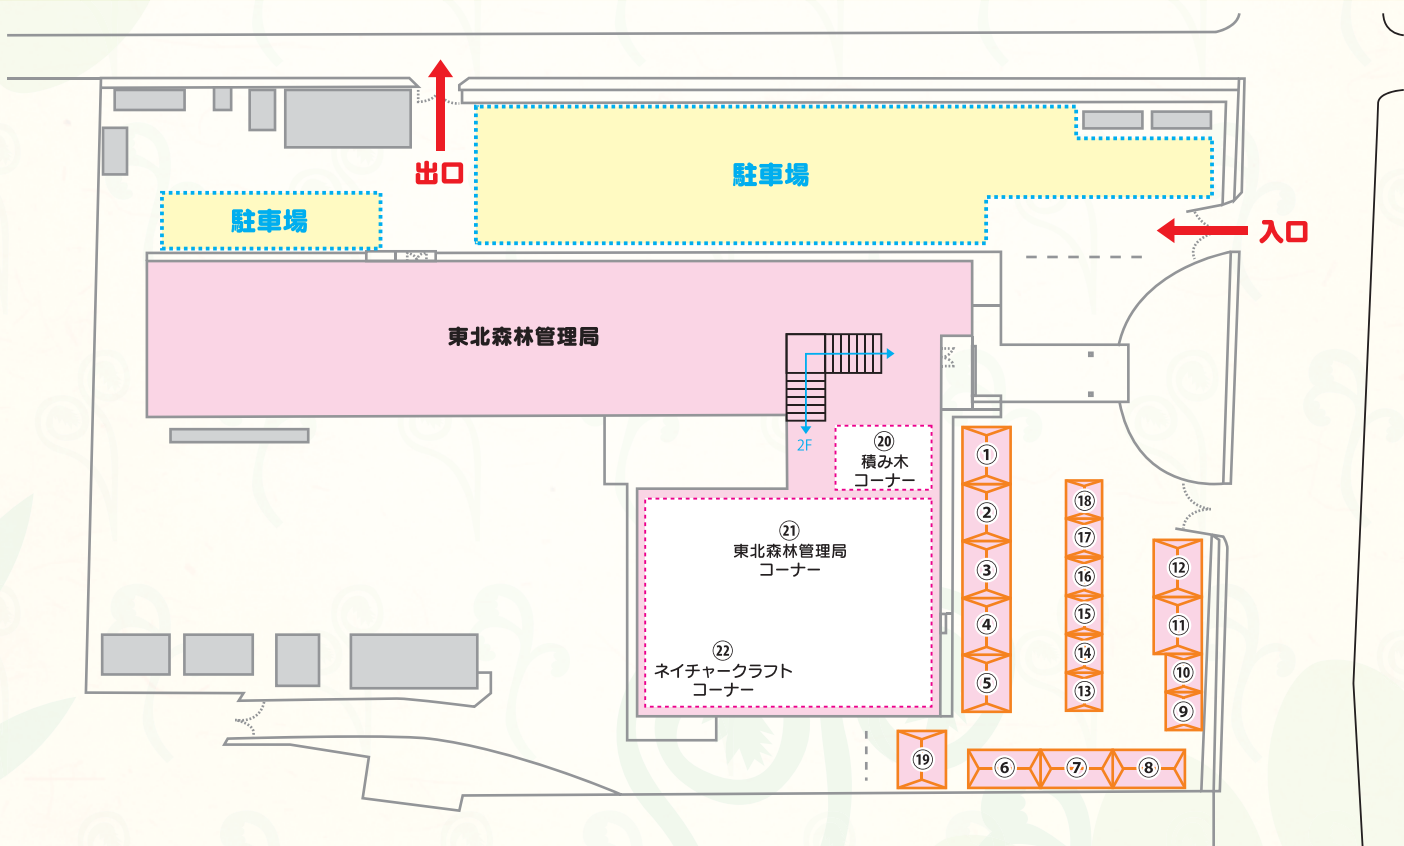 出口
駐車場
駐車場
入口
東北森林管理局
2F
⑳
積み木
コーナー
㉑
東北森林管理局
コーナー
㉒
ネイチャークラフト
コーナー
①
②
③
④
⑤
⑱
⑰
⑯
⑮
⑭
⑬
⑫
⑪
⑩
⑨
⑲
⑥
⑦
⑧